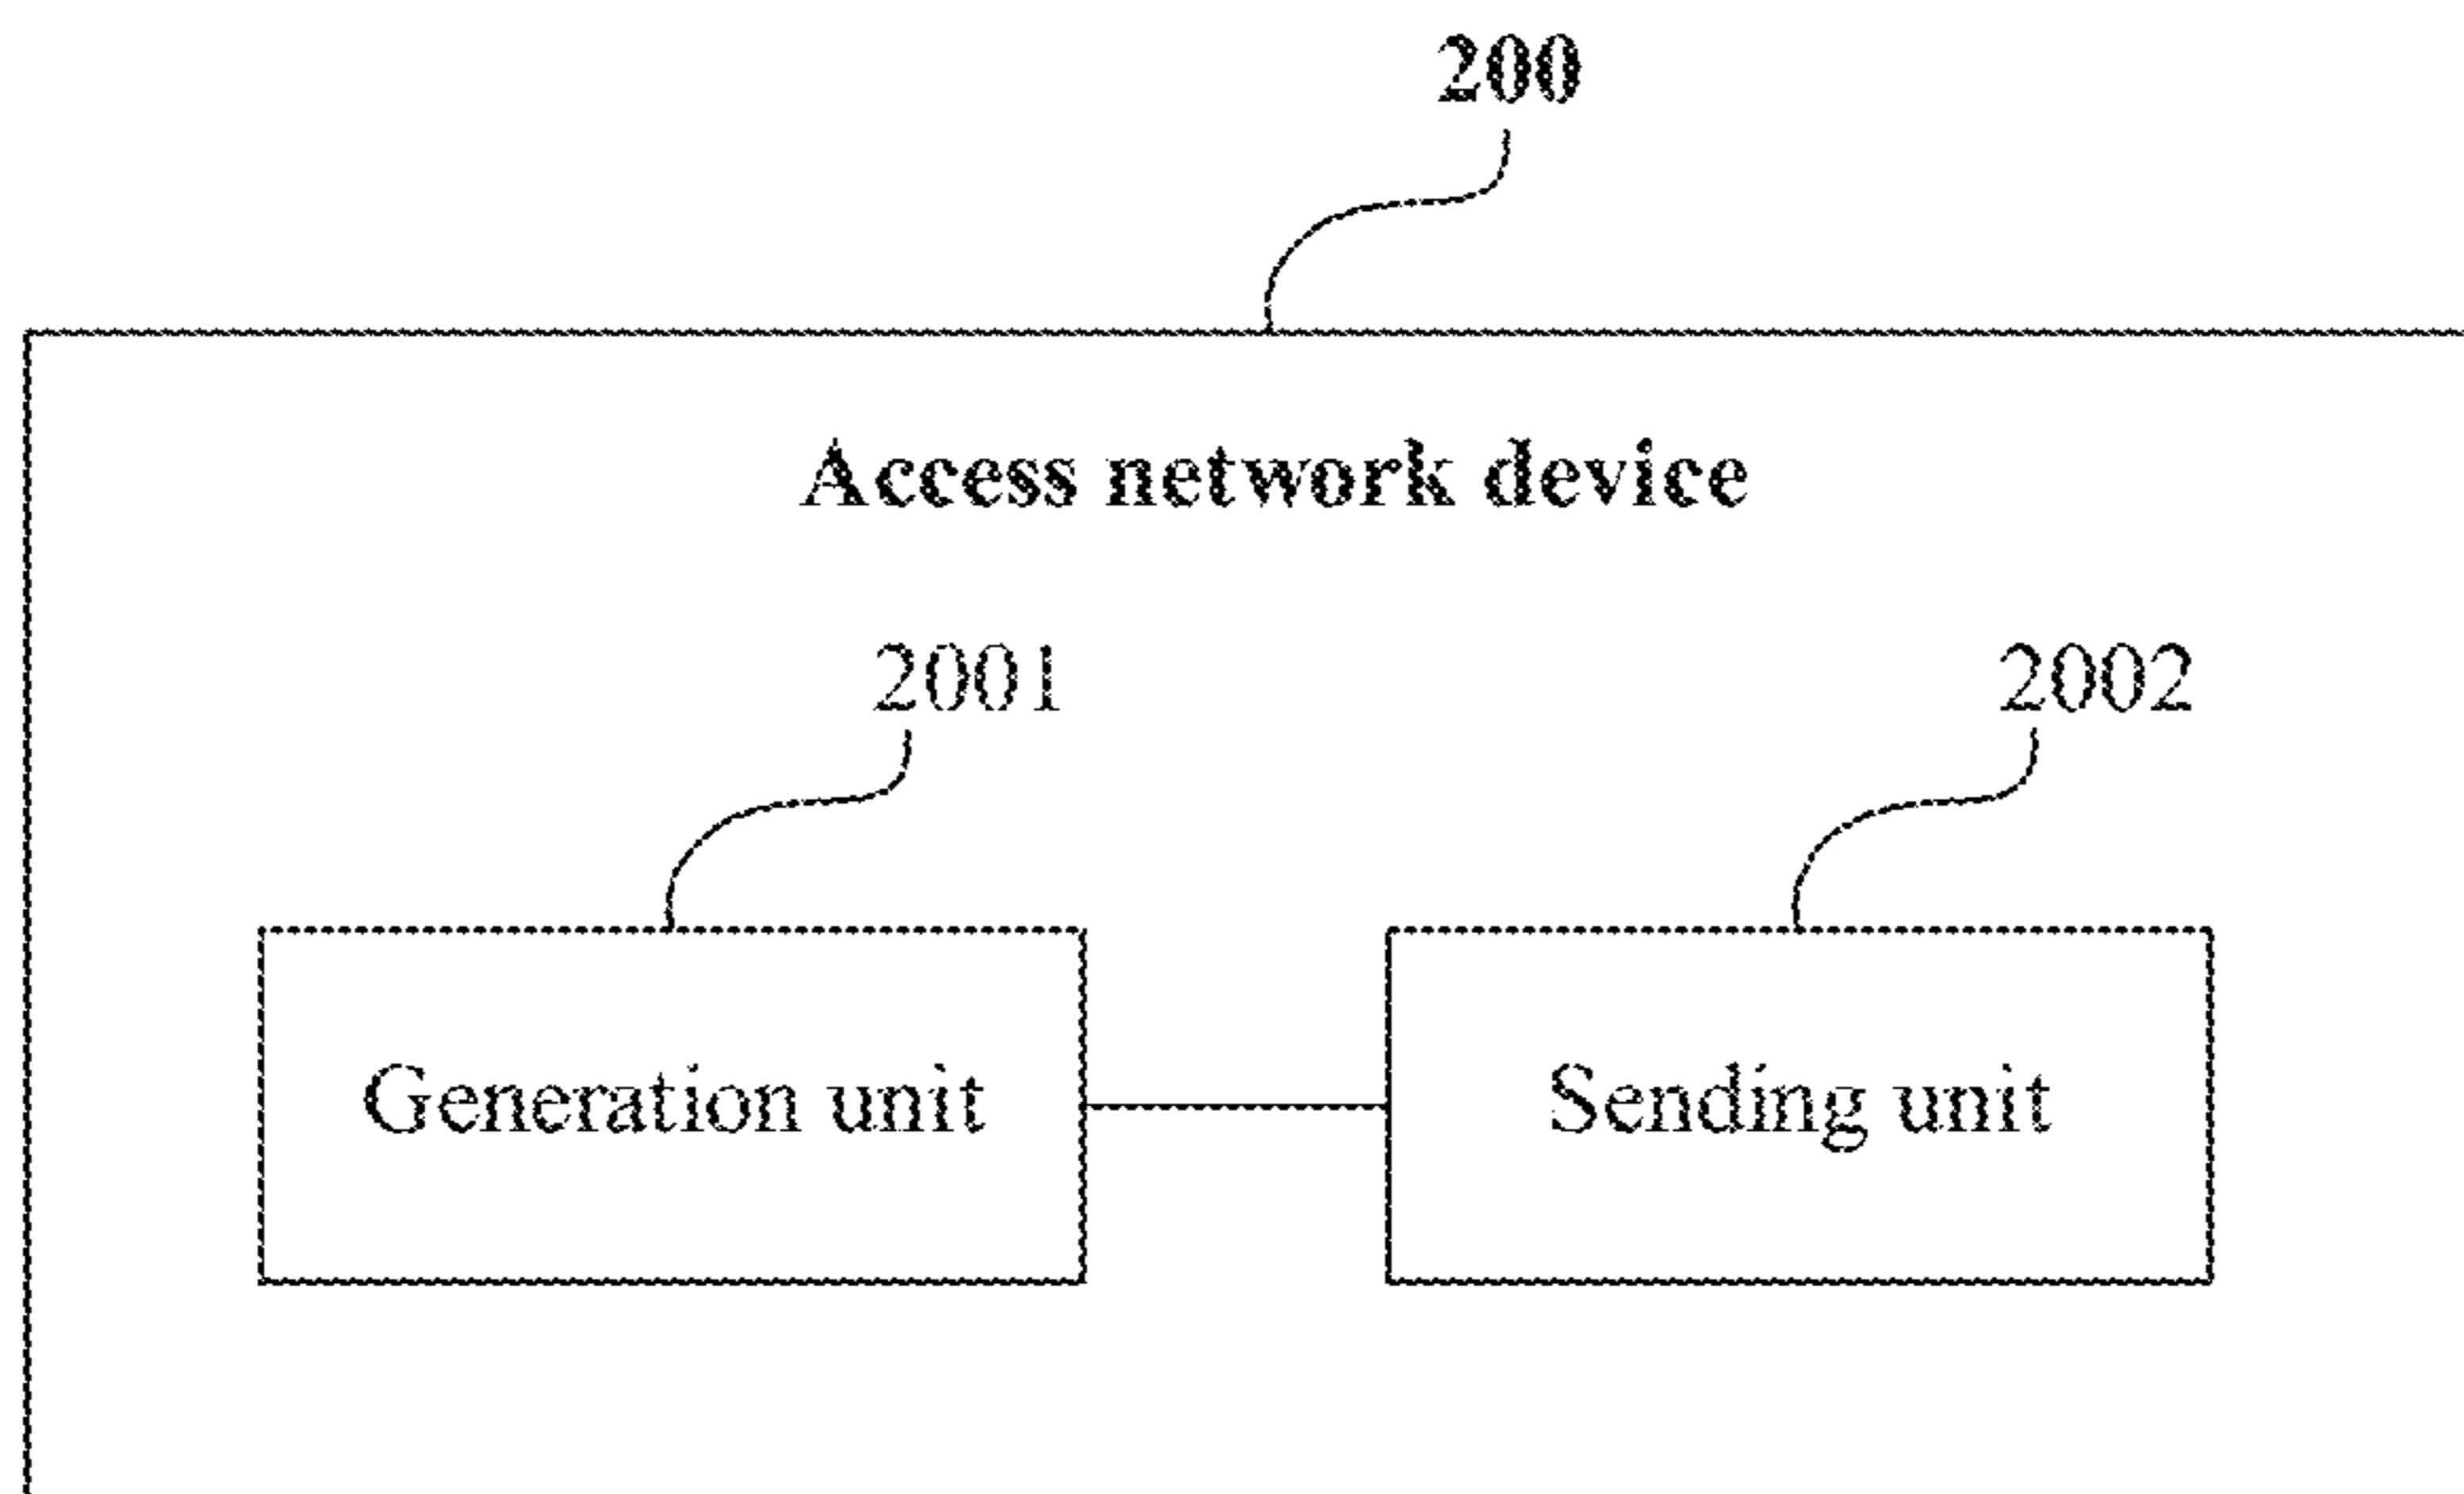 200
Access network device
2001
2002
Generation unit
Sending unit